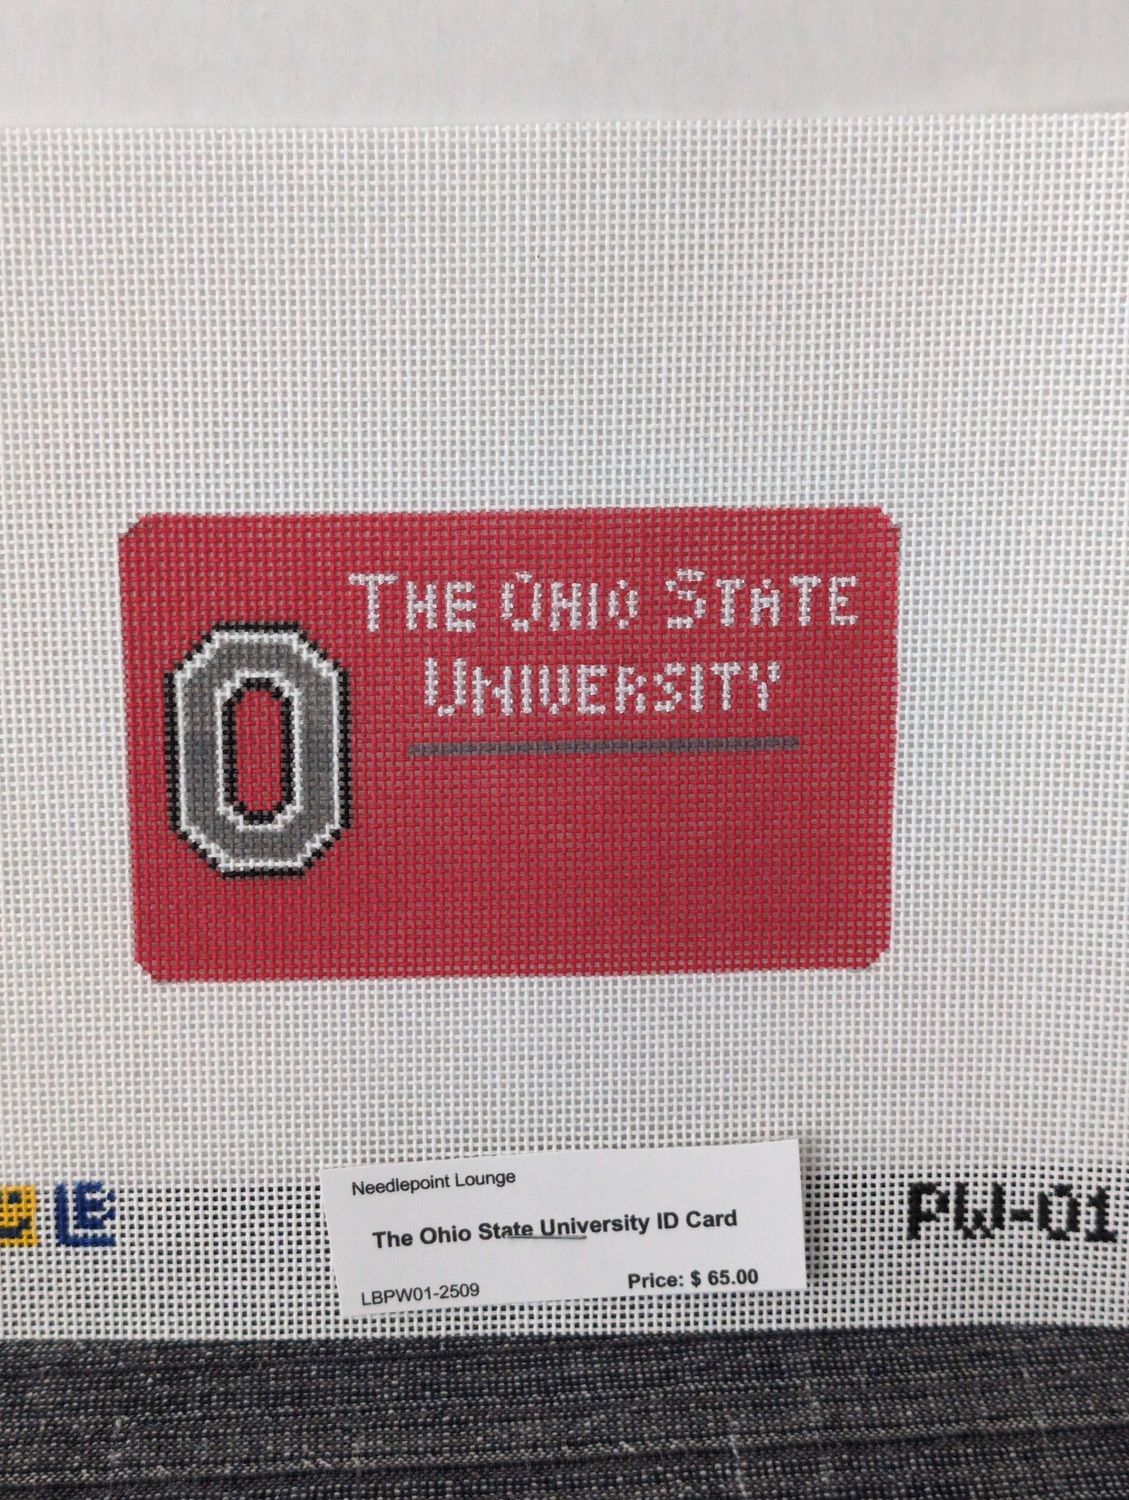 THE OHIO STATE
UNIVERSITY
O
LB
PW-01
Needlepoint Lounge
The Ohio State University ID Card
LBPW01-2509
Price: $ 65.00